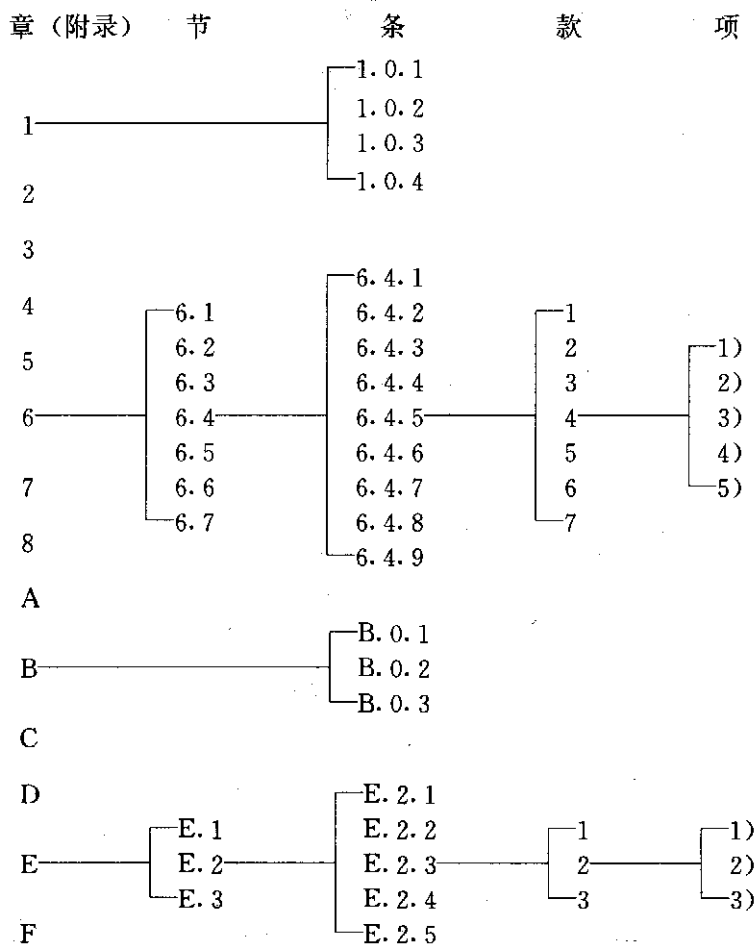 章（附录） 节 条 款 项
1.0.1
1.0.2
1
1.0.3
1.0.4
2
3
6.4.1
4 6.1 6.4.2 1
6.2 6.4.3 2 1)
5
6.3 6.4.4 3 2)
6 6.4 6.4.5 4 3)
6.5 6.4.6 5 4)
7 6.6 6.4.7 6 5)
6.7 6.4.8 7
8
6.4.9
A
B.0.1
B B.0.2
B.0.3
C
D E.2.1
E.1 E.2.2 1 1)
E E.2 E.2.3 2 2)
E.3 E.2.4 3 3)
F E.2.5